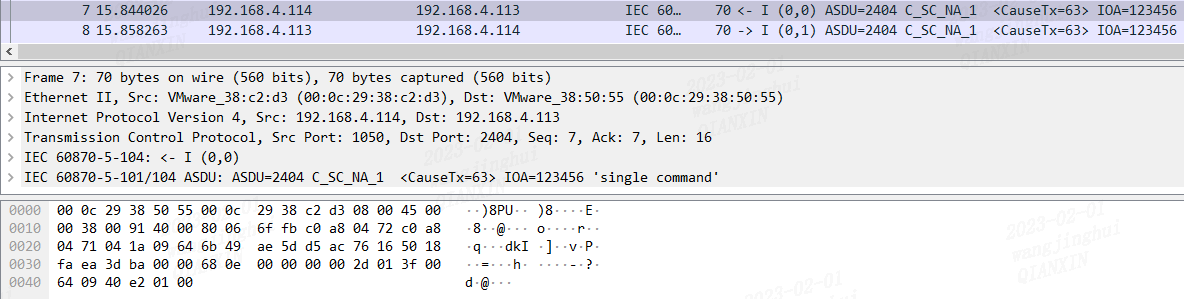 7 15.844026 192.168.4.114 192.168.4.113 IEC 60… 70 <- I (0,0) ASDU=2404 C_SC_NA_1 <CauseTx=63> IOA=123456
8 15.858263 192.168.4.113 192.168.4.114 IEC 60… 70 -> I (0,1) ASDU=2404 C_SC_NA_1 <CauseTx=63> IOA=123456
Frame 7: 70 bytes on wire (560 bits), 70 bytes captured (560 bits)
Ethernet II, Src: VMware_38:c2:d3 (00:0c:29:38:c2:d3), Dst: VMware_38:50:55 (00:0c:29:38:50:55)
Internet Protocol Version 4, Src: 192.168.4.114, Dst: 192.168.4.113
Transmission Control Protocol, Src Port: 1050, Dst Port: 2404, Seq: 7, Ack: 7, Len: 16
IEC 60870-5-104: <- I (0,0)
IEC 60870-5-101/104 ASDU: ASDU=2404 C_SC_NA_1 <CauseTx=63> IOA=123456 'single command'
0000 00 0c 29 38 50 55 00 0c 29 38 c2 d3 08 00 45 00 ··)8PU·· )8····E·
0010 00 38 00 91 40 00 80 06 6f fb c0 a8 04 72 c0 a8 ·8··@··· o····r··
0020 04 71 04 1a 09 64 6b 49 ae 5d d5 ac 76 16 50 18 ·q···dkI ·]··v·P·
0030 fa ea 3d ba 00 00 68 0e 00 00 00 00 2d 01 3f 00 ··=···h· ····-·?·
0040 64 09 40 e2 01 00 d·@···
2023-02-01
wangjinghui
QIANXIN